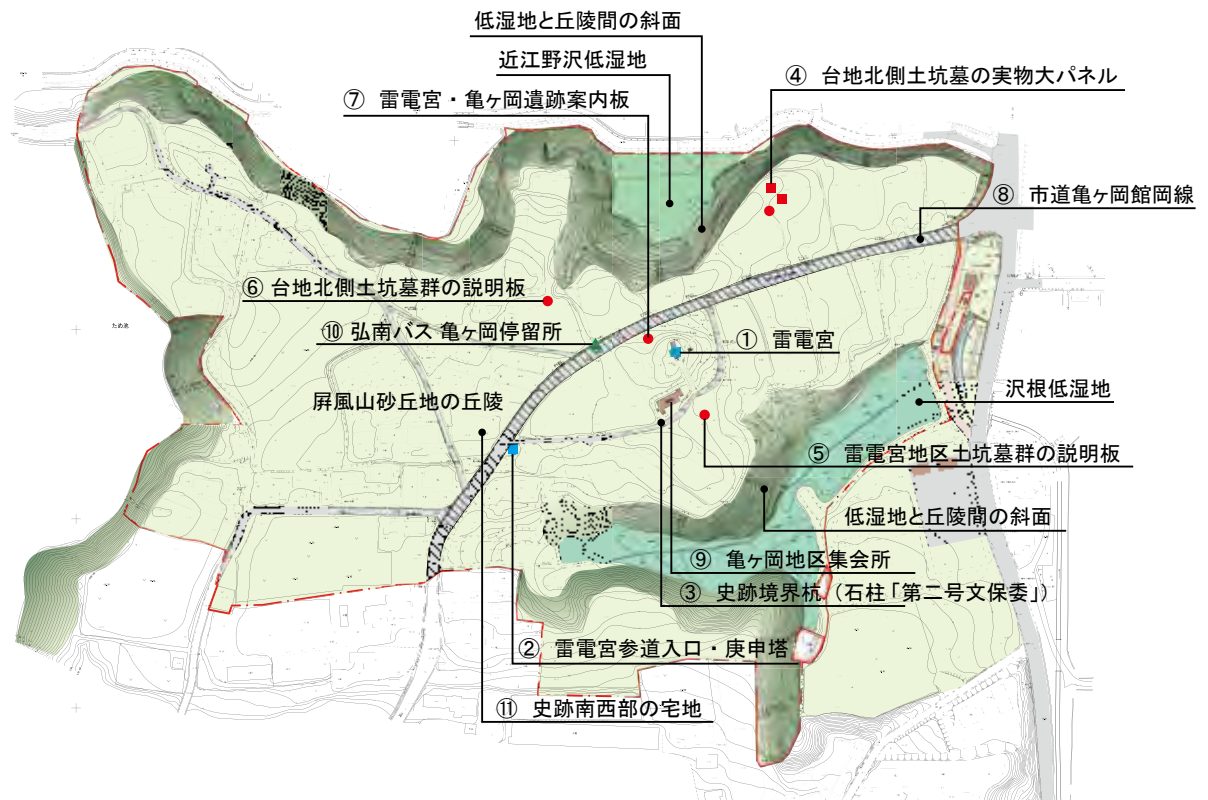 低湿地と丘陵間の斜面
近江野沢低湿地
④ 台地北側土坑墓の実物大パネル
⑦ 雷電宮・亀ヶ岡遺跡案内板
⑧ 市道亀ヶ岡館岡線
⑥ 台地北側土坑墓群の説明板
ため池
⑩ 弘南バス 亀ヶ岡停留所
① 雷電宮
沢根低湿地
屏風山砂丘地の丘陵
⑤ 雷電宮地区土坑墓群の説明板
低湿地と丘陵間の斜面
⑨ 亀ヶ岡地区集会所
③ 史跡境界杭（石柱「第二号文保委」）
② 雷電宮参道入口・庚申塔
⑪ 史跡南西部の宅地